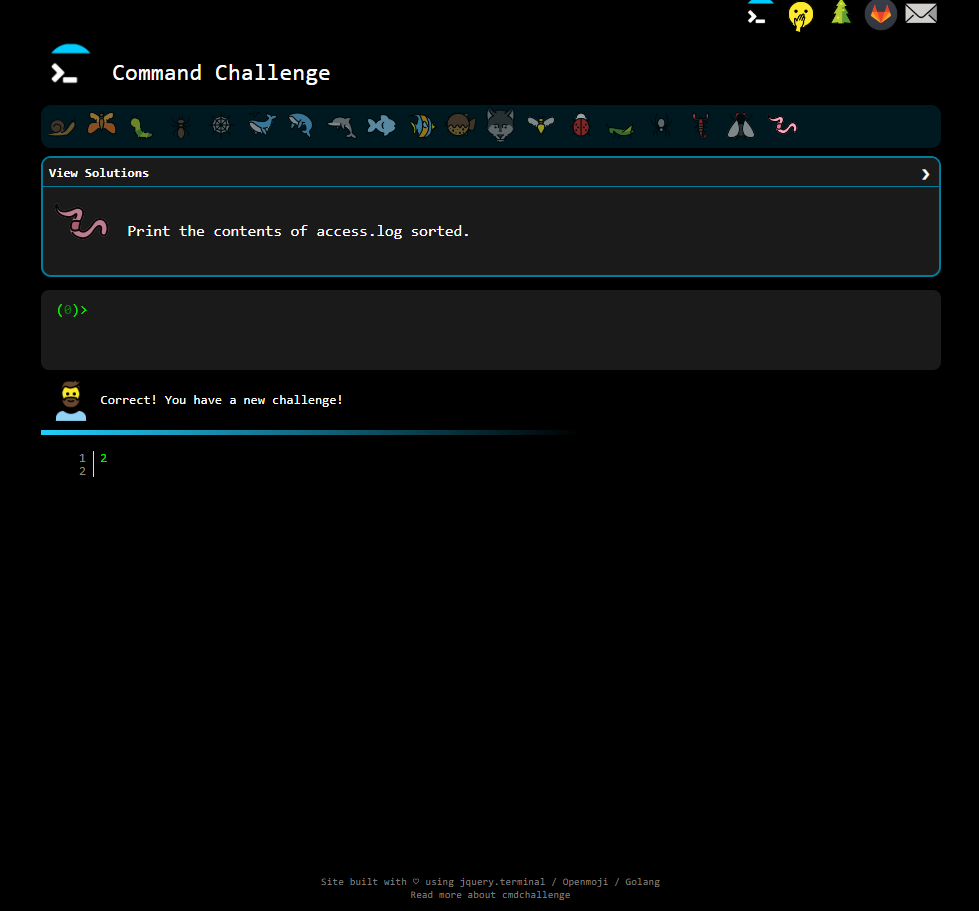 Command Challenge
View Solutions
Print the contents of access.log sorted.
(0)>
Correct! You have a new challenge!
1 2
2
Site built with ♡ using jquery.terminal / Openmoji / Golang
Read more about cmdchallenge